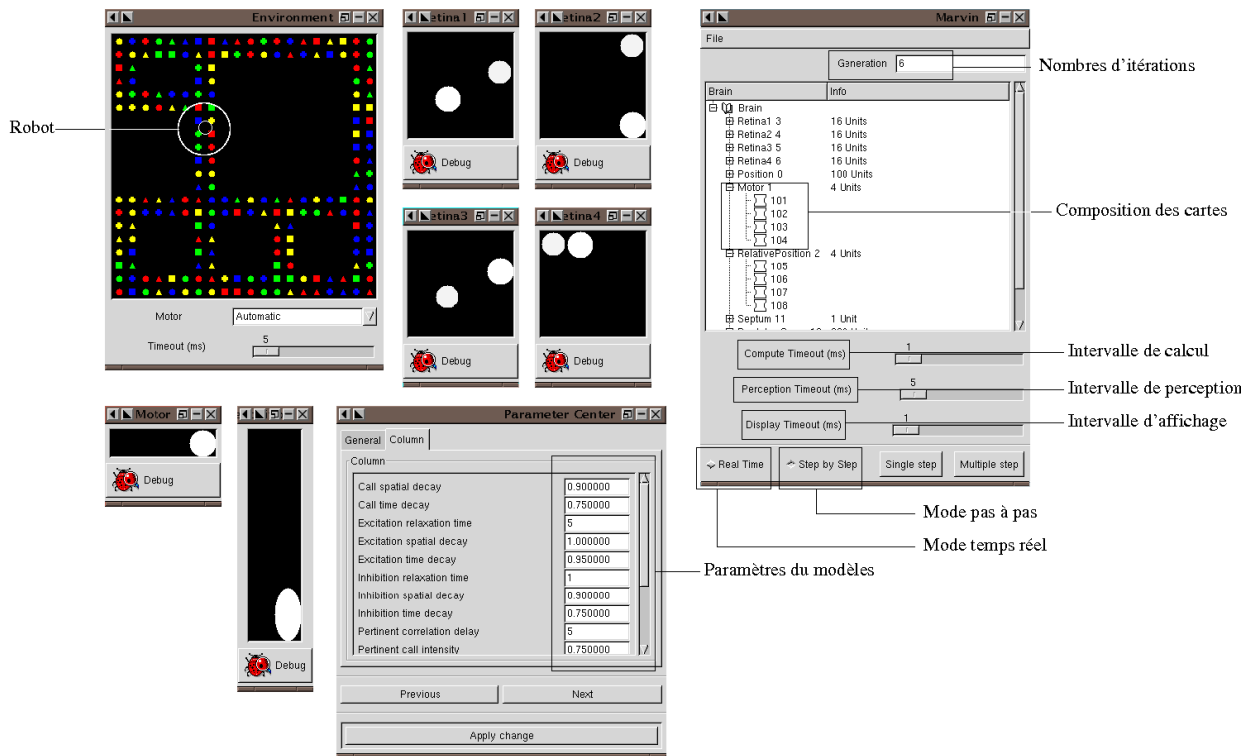 Environment
Robot
Motor
Automatic
Timeout (ms)
5
etina1
Debug
Retina2
Debug
etina3
Debug
Retina4
Debug
Marvin
File
Generation
6
Nombres d'itérations
Brain
Info
Brain
Retina1 3
16 Units
Retina2 4
16 Units
Retina3 5
16 Units
Retina4 6
16 Units
Position 0
100 Units
Motor 1
4 Units
101
102
103
104
Composition des cartes
RelativePosition 2
4 Units
105
106
107
108
Septum 11
1 Unit
Compute Timeout (ms)
1
Intervalle de calcul
Perception Timeout (ms)
5
Intervalle de perception
Display Timeout (ms)
1
Intervalle d'affichage
Real Time
Step by Step
Single step
Multiple step
Mode pas à pas
Mode temps réel
Motor
Debug
Debug
Parameter Center
General
Column
Column
Call spatial decay
0.900000
Call time decay
0.750000
Excitation relaxation time
5
Excitation spatial decay
1.000000
Excitation time decay
0.950000
Inhibition relaxation time
1
Inhibition spatial decay
0.900000
Inhibition time decay
0.750000
Pertinent correlation delay
5
Pertinent call intensity
0.750000
Paramètres du modèles
Previous
Next
Apply change